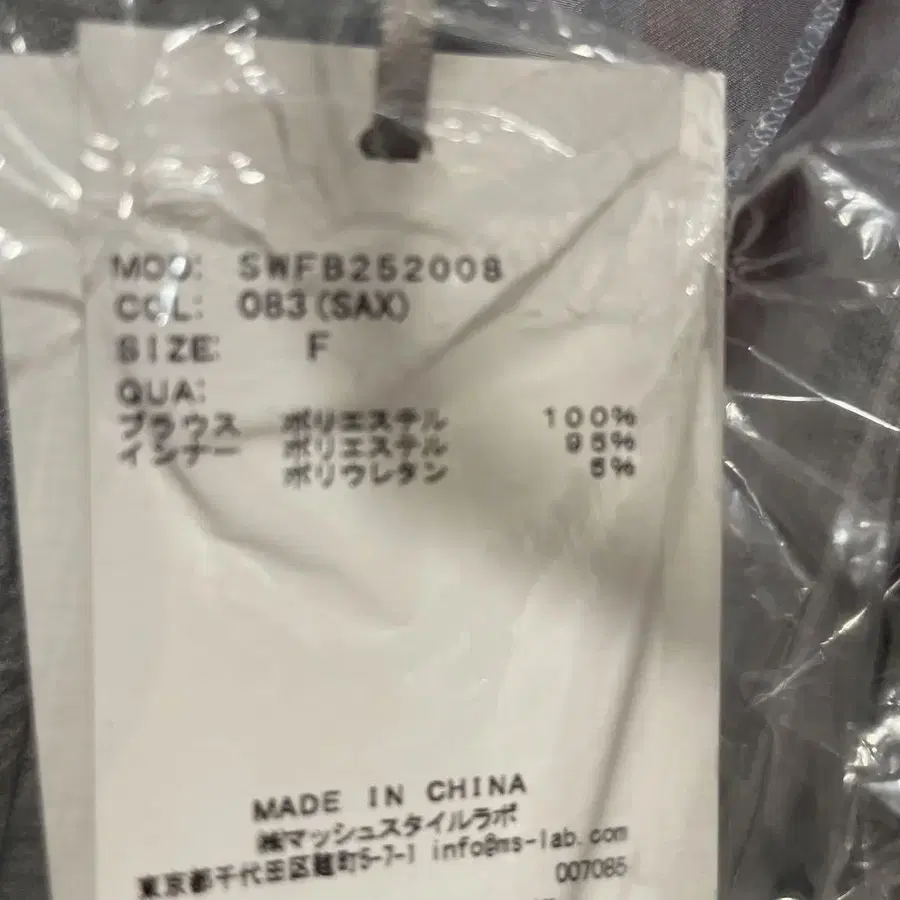 MOD: SWFB252008
COL: 083(SAX)
SIZE: F
QUA:
ブラウス ポリエステル 100%
インナー ポリエステル 95%
ポリウレタン 5%
MADE IN CHINA
㈱マッシュスタイルラボ
東京都千代田区麹町5-7-1 info@ms-lab.com
007085